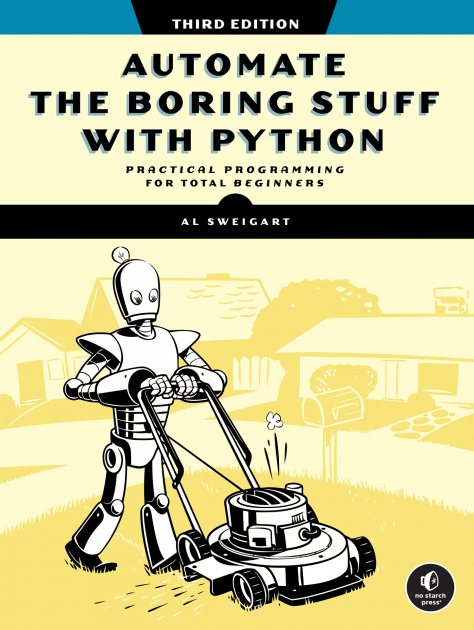 THIRD EDITION
AUTOMATE
THE BORING STUFF
WITH PYTHON
PRACTICAL PROGRAMMING
FOR TOTAL BEGINNERS
AL SWEIGART
no starch
press®